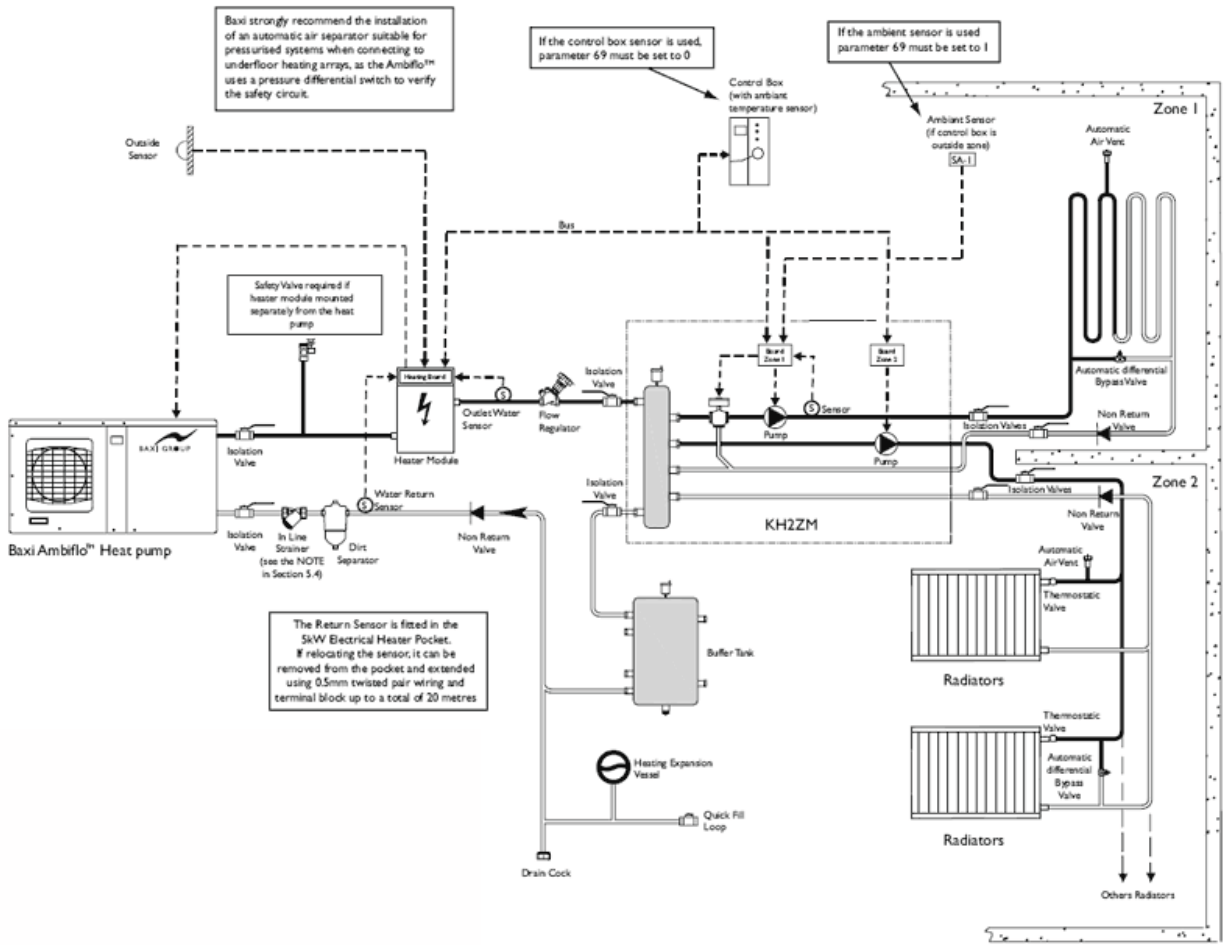 Baxi strongly recommend the installation
of an automatic air separator suitable for
pressurised systems when connecting to
underfloor heating arrays, as the Ambiflo™
uses a pressure differential switch to verify
the safety circuit.
If the control box sensor is used,
parameter 69 must be set to 0
If the ambient sensor is used
parameter 69 must be set to 1
Control Box
(with ambiant
temperature sensor)
Ambiant Sensor
(if control box is
outside zone)
SA-1
Zone 1
Automatic
Air Vent
Outside
Sensor
Bus
Safety Valve required if
heater module mounted
separately from the heat
pump
Heating Board
Isolation
Valve
Board
Zone 1
Board
Zone 2
Automatic differential
Bypass Valve
Outlet Water
Sensor
Flow
Regulator
S
S
Sensor
Pump
Isolation Valves
Non Return
Valve
BAXI GROUP
Isolation
Valve
Heater Module
Pump
Zone 2
Isolation
Valve
Isolation Valves
S
Water Return
Sensor
KH2ZM
Non Return
Valve
Baxi Ambiflo™ Heat pump
Isolation
Valve
In Line
Strainer
(see the NOTE
in Section 5.4)
Dirt
Separator
Non Return
Valve
Automatic
Air Vent
Thermostatic
Valve
The Return Sensor is fitted in the
5kW Electrical Heater Pocket.
If relocating the sensor, it can be
removed from the pocket and extended
using 0.5mm twisted pair wiring and
terminal block up to a total of 20 metres
Buffer Tank
Radiators
Thermostatic
Valve
Automatic
differential
Bypass
Valve
Heating Expansion
Vessel
Quick Fill
Loop
Radiators
Drain Cock
Others Radiators